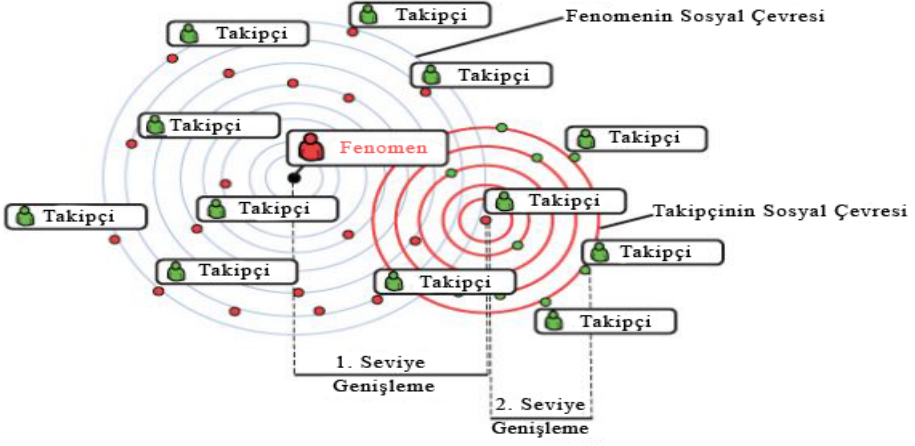 Takipçi
Fenomenin Sosyal Çevresi
Takipçi
Takipçi
Takipçi
Takipçi
Fenomen
Takipçi
Takipçi
Takipçi
Takipçi
Takipçinin Sosyal Çevresi
Takipçi
Takipçi
Takipçi
Takipçi
1. Seviye
Genişleme
2. Seviye
Genişleme